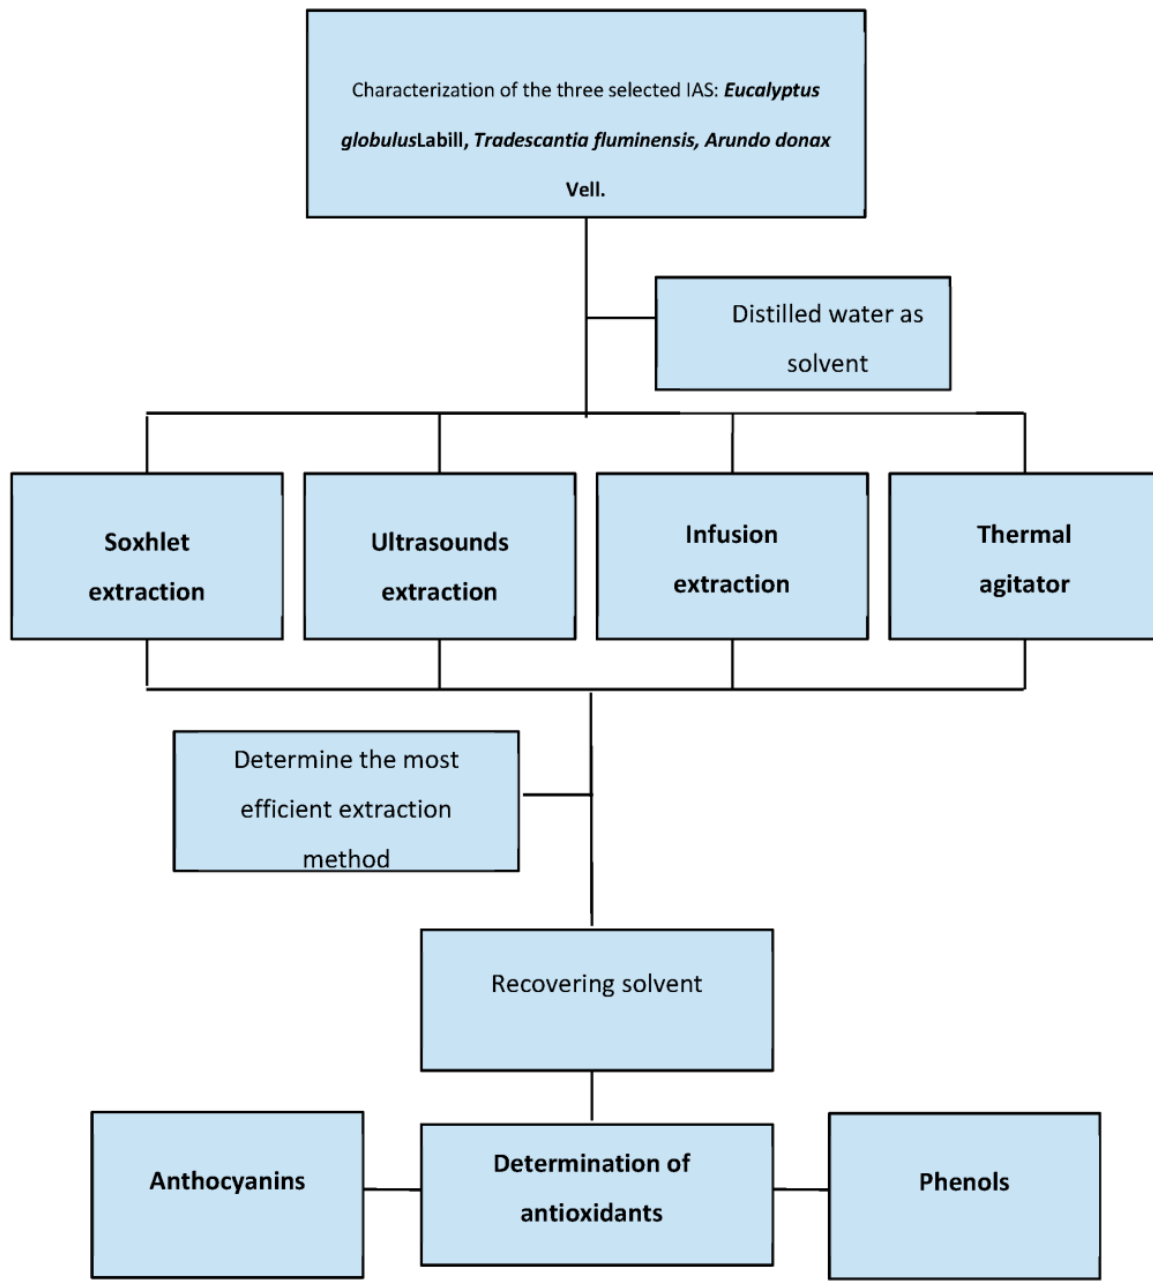 Characterization of the three selected IAS: Eucalyptus
globulusLabill, Tradescantia fluminensis, Arundo donax
Vell.
Distilled water as
solvent
Soxhlet
extraction
Ultrasounds
extraction
Infusion
extraction
Thermal
agitator
Determine the most
efficient extraction
method
Recovering solvent
Anthocyanins
Determination of
antioxidants
Phenols